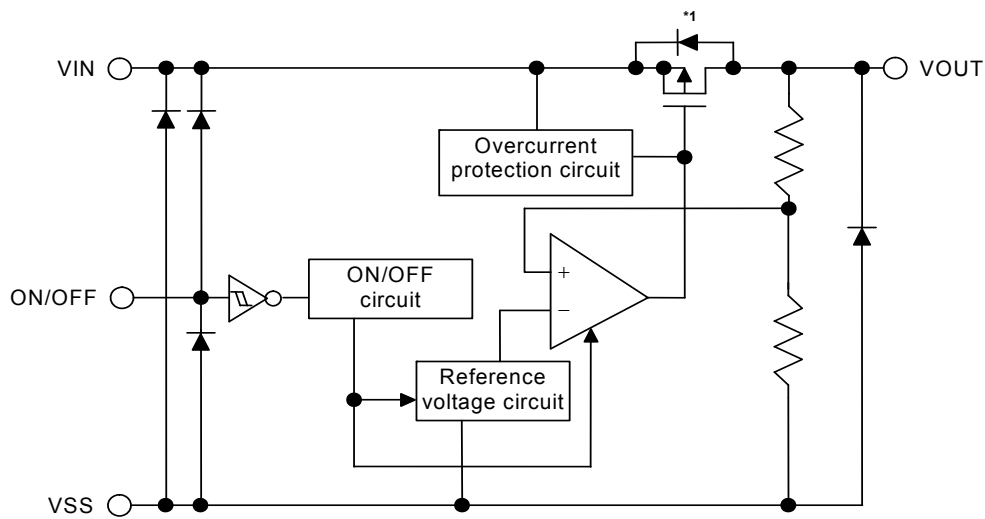 *1
VIN
VOUT
Overcurrent
protection circuit
+
−
ON/OFF
ON/OFF
circuit
Reference
voltage circuit
VSS